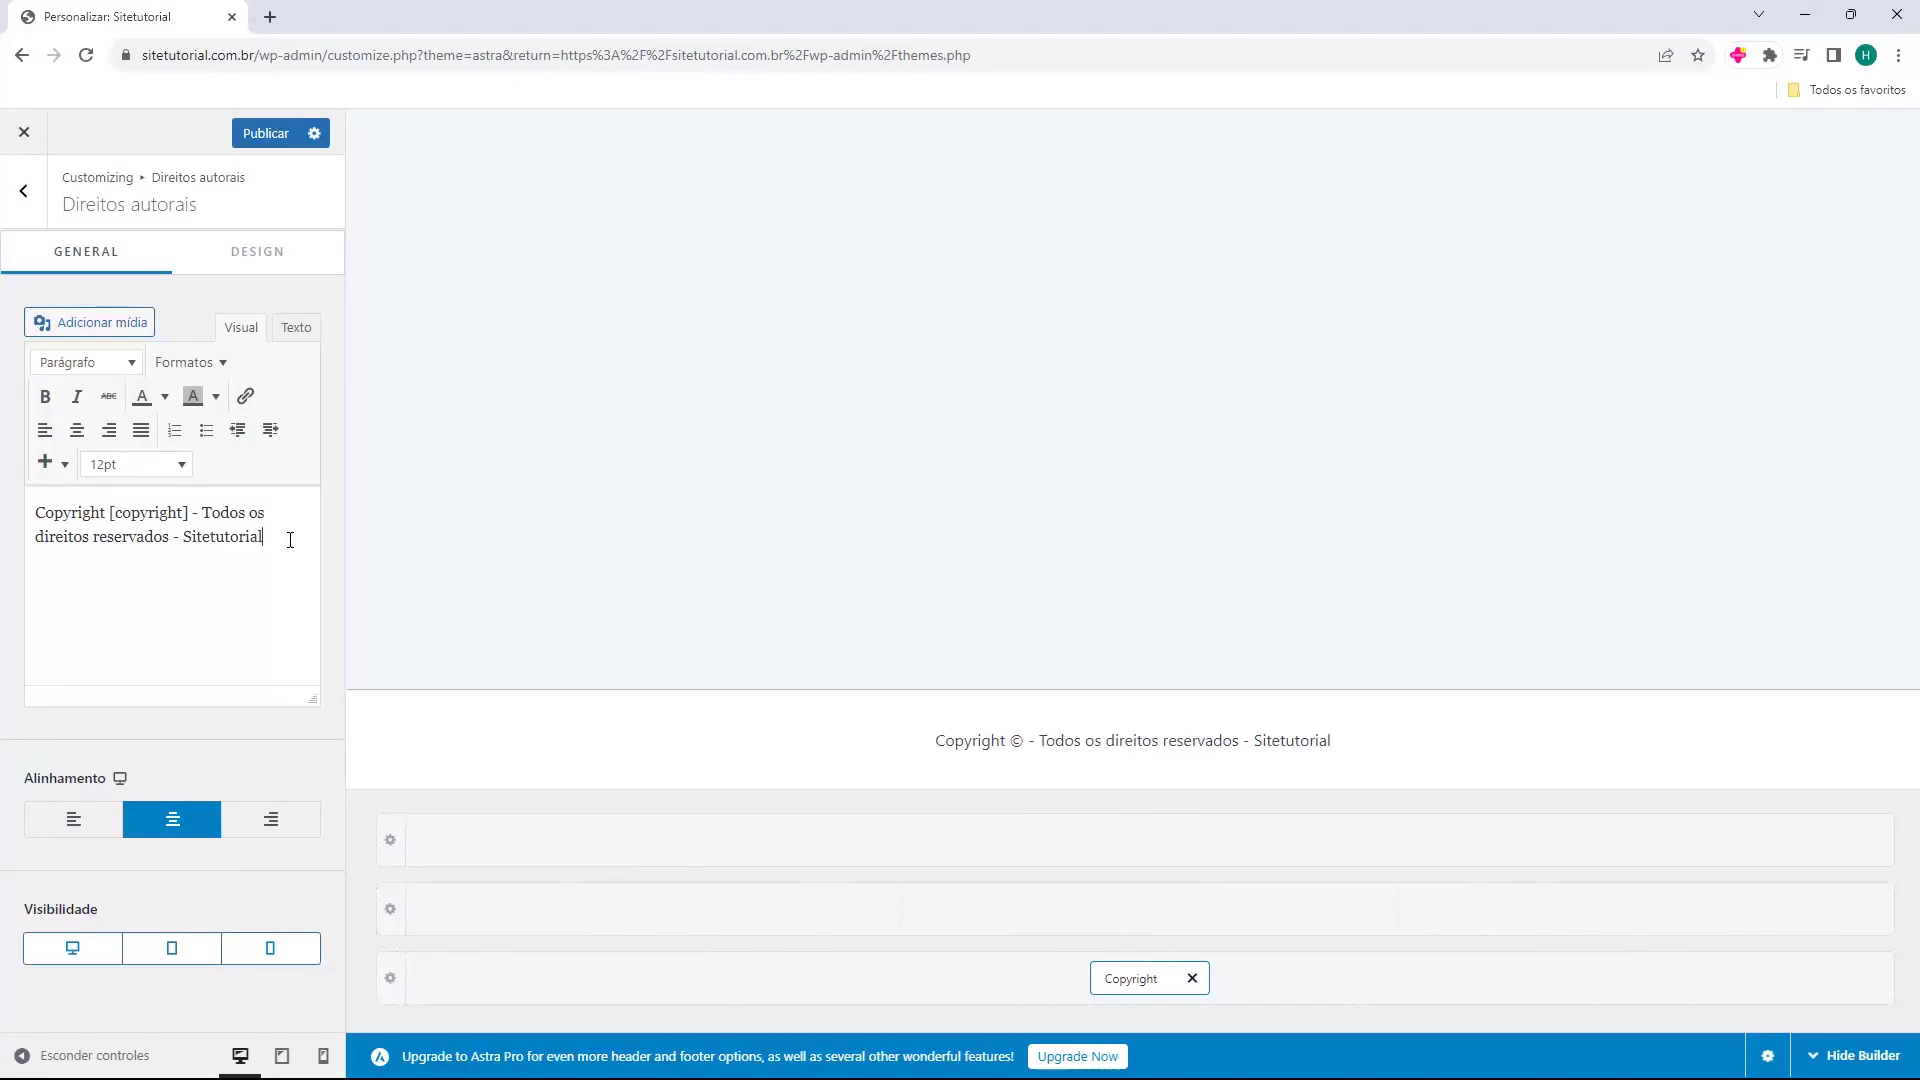 Personalizar: Sitetutorial
sitetutorial.com.br/wp-admin/customize.php?theme=astra&return=https%3A%2F%2Fsitetutorial.com.br%2Fwp-admin%2Fthemes.php
H
Todos os favoritos
Publicar
Customizing ▸ Direitos autorais
Direitos autorais
GENERAL
DESIGN
Adicionar mídia
Visual
Texto
Parágrafo
Formatos
B I ABC A A
12pt
Copyright [copyright] - Todos os
direitos reservados - Sitetutorial
Copyright © - Todos os direitos reservados - Sitetutorial
Alinhamento
Visibilidade
Copyright
Esconder controles
Upgrade to Astra Pro for even more header and footer options, as well as several other wonderful features!
Upgrade Now
Hide Builder